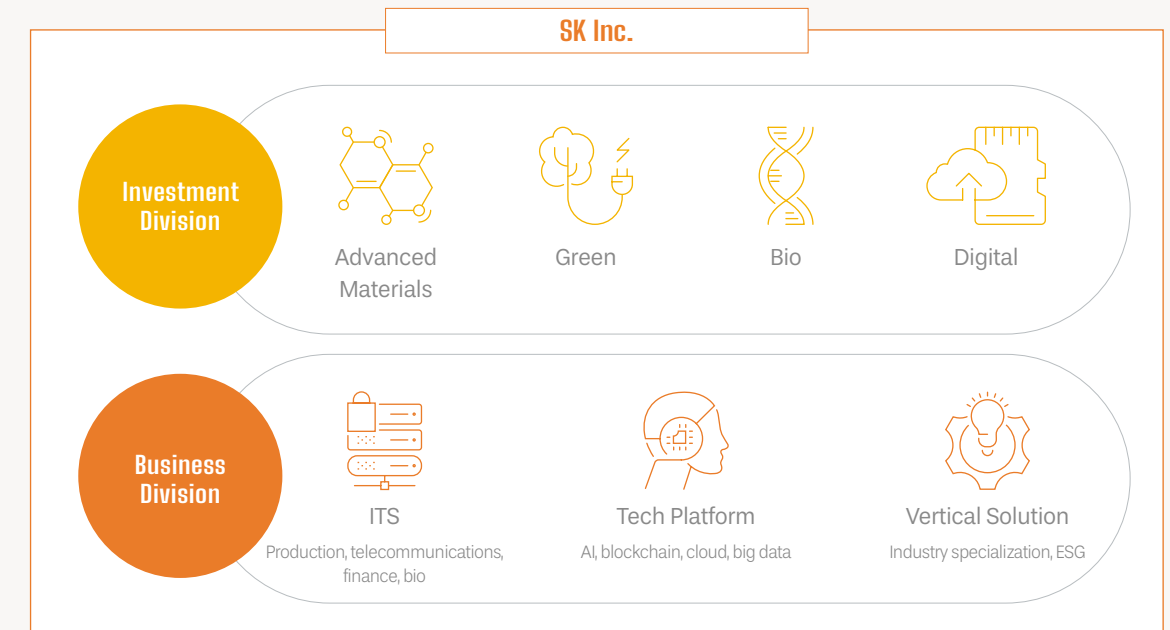 SK Inc.
Investment
Division
Advanced
Materials
Green
Bio
Digital
Business
Division
ITS
Production, telecommunications,
finance, bio
Tech Platform
AI, blockchain, cloud, big data
Vertical Solution
Industry specialization, ESG